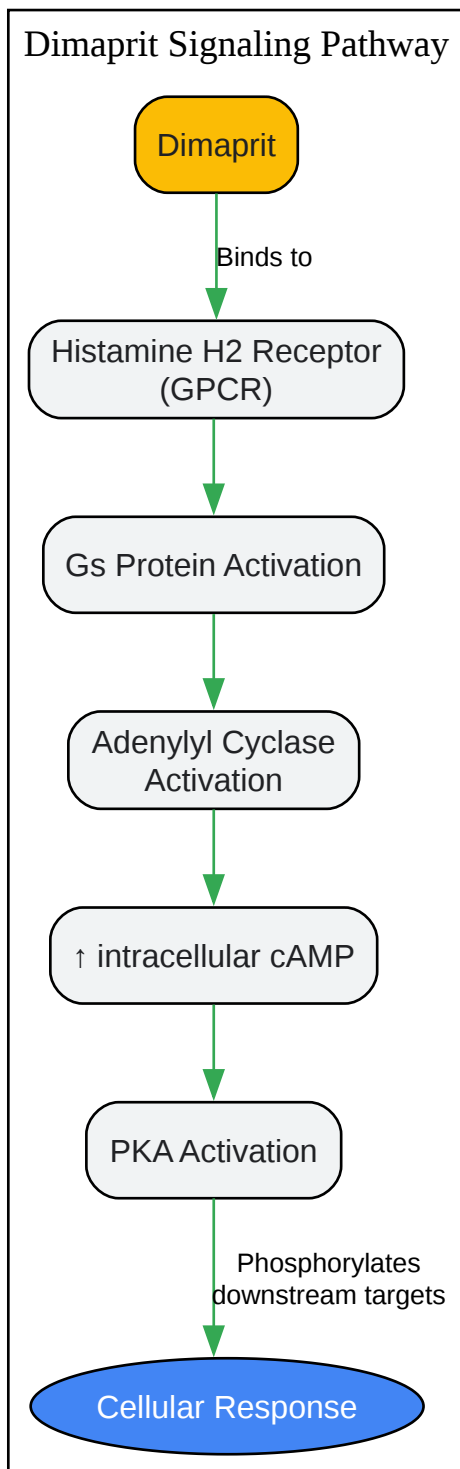 Dimaprit Signaling Pathway
Dimaprit
Binds to
Histamine H2 Receptor
(GPCR)
Gs Protein Activation
Adenylyl Cyclase
Activation
↑ intracellular cAMP
PKA Activation
Phosphorylates
downstream targets
Cellular Response